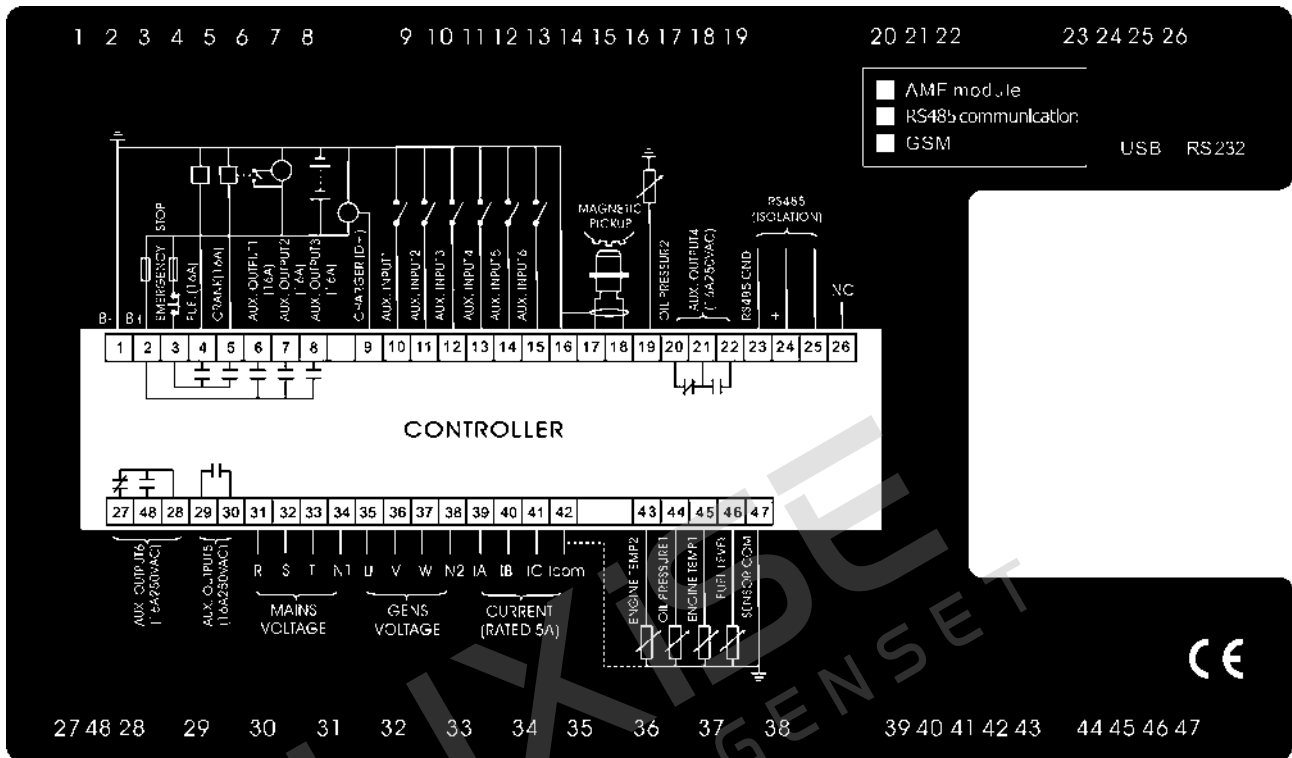 1 2 3 4 5 6 7 8 9 10 11 12 13 14 15 16 17 18 19 20 21 22 23 24 25 26
AMF module
RS485 communication
GSM
USB RS232
B-
EMERGENCY STOP
CRANK(16A)
AUX. OUTPUT1
(16A)
AUX. OUTPUT2
AUX. OUTPUT3
CHARGER (D+)
AUX. INPUT1
AUX. INPUT2
AUX. INPUT3
AUX. INPUT4
AUX. INPUT5
AUX. INPUT6
MAGNETIC
PICKUP
OIL PRESSUR2
AUX. OUTPUT4
(16A250VAC)
RS485
(ISOLATION)
RS485 GND
+
NC
1 2 3 4 5 6 7 8 9 10 11 12 13 14 15 16 17 18 19 20 21 22 23 24 25 26
CONTROLLER
27 48 28 29 30 31 32 33 34 35 36 37 38 39 40 41 42 43 44 45 46 47
AUX. OUTPUT6
(16A250VAC)
AUX. OUTPUT5
(16A250VAC)
R S T N1 U V W N2 IA IB IC Icom
MAINS
VOLTAGE
GENS
VOLTAGE
CURRENT
(RATED 5A)
ENGINE TEMP2
OIL PRESSURE1
ENGINE TEMP1
FUEL LEVEL
SENSOR COM
GENSET
CE
27 48 28 29 30 31 32 33 34 35 36 37 38 39 40 41 42 43 44 45 46 47